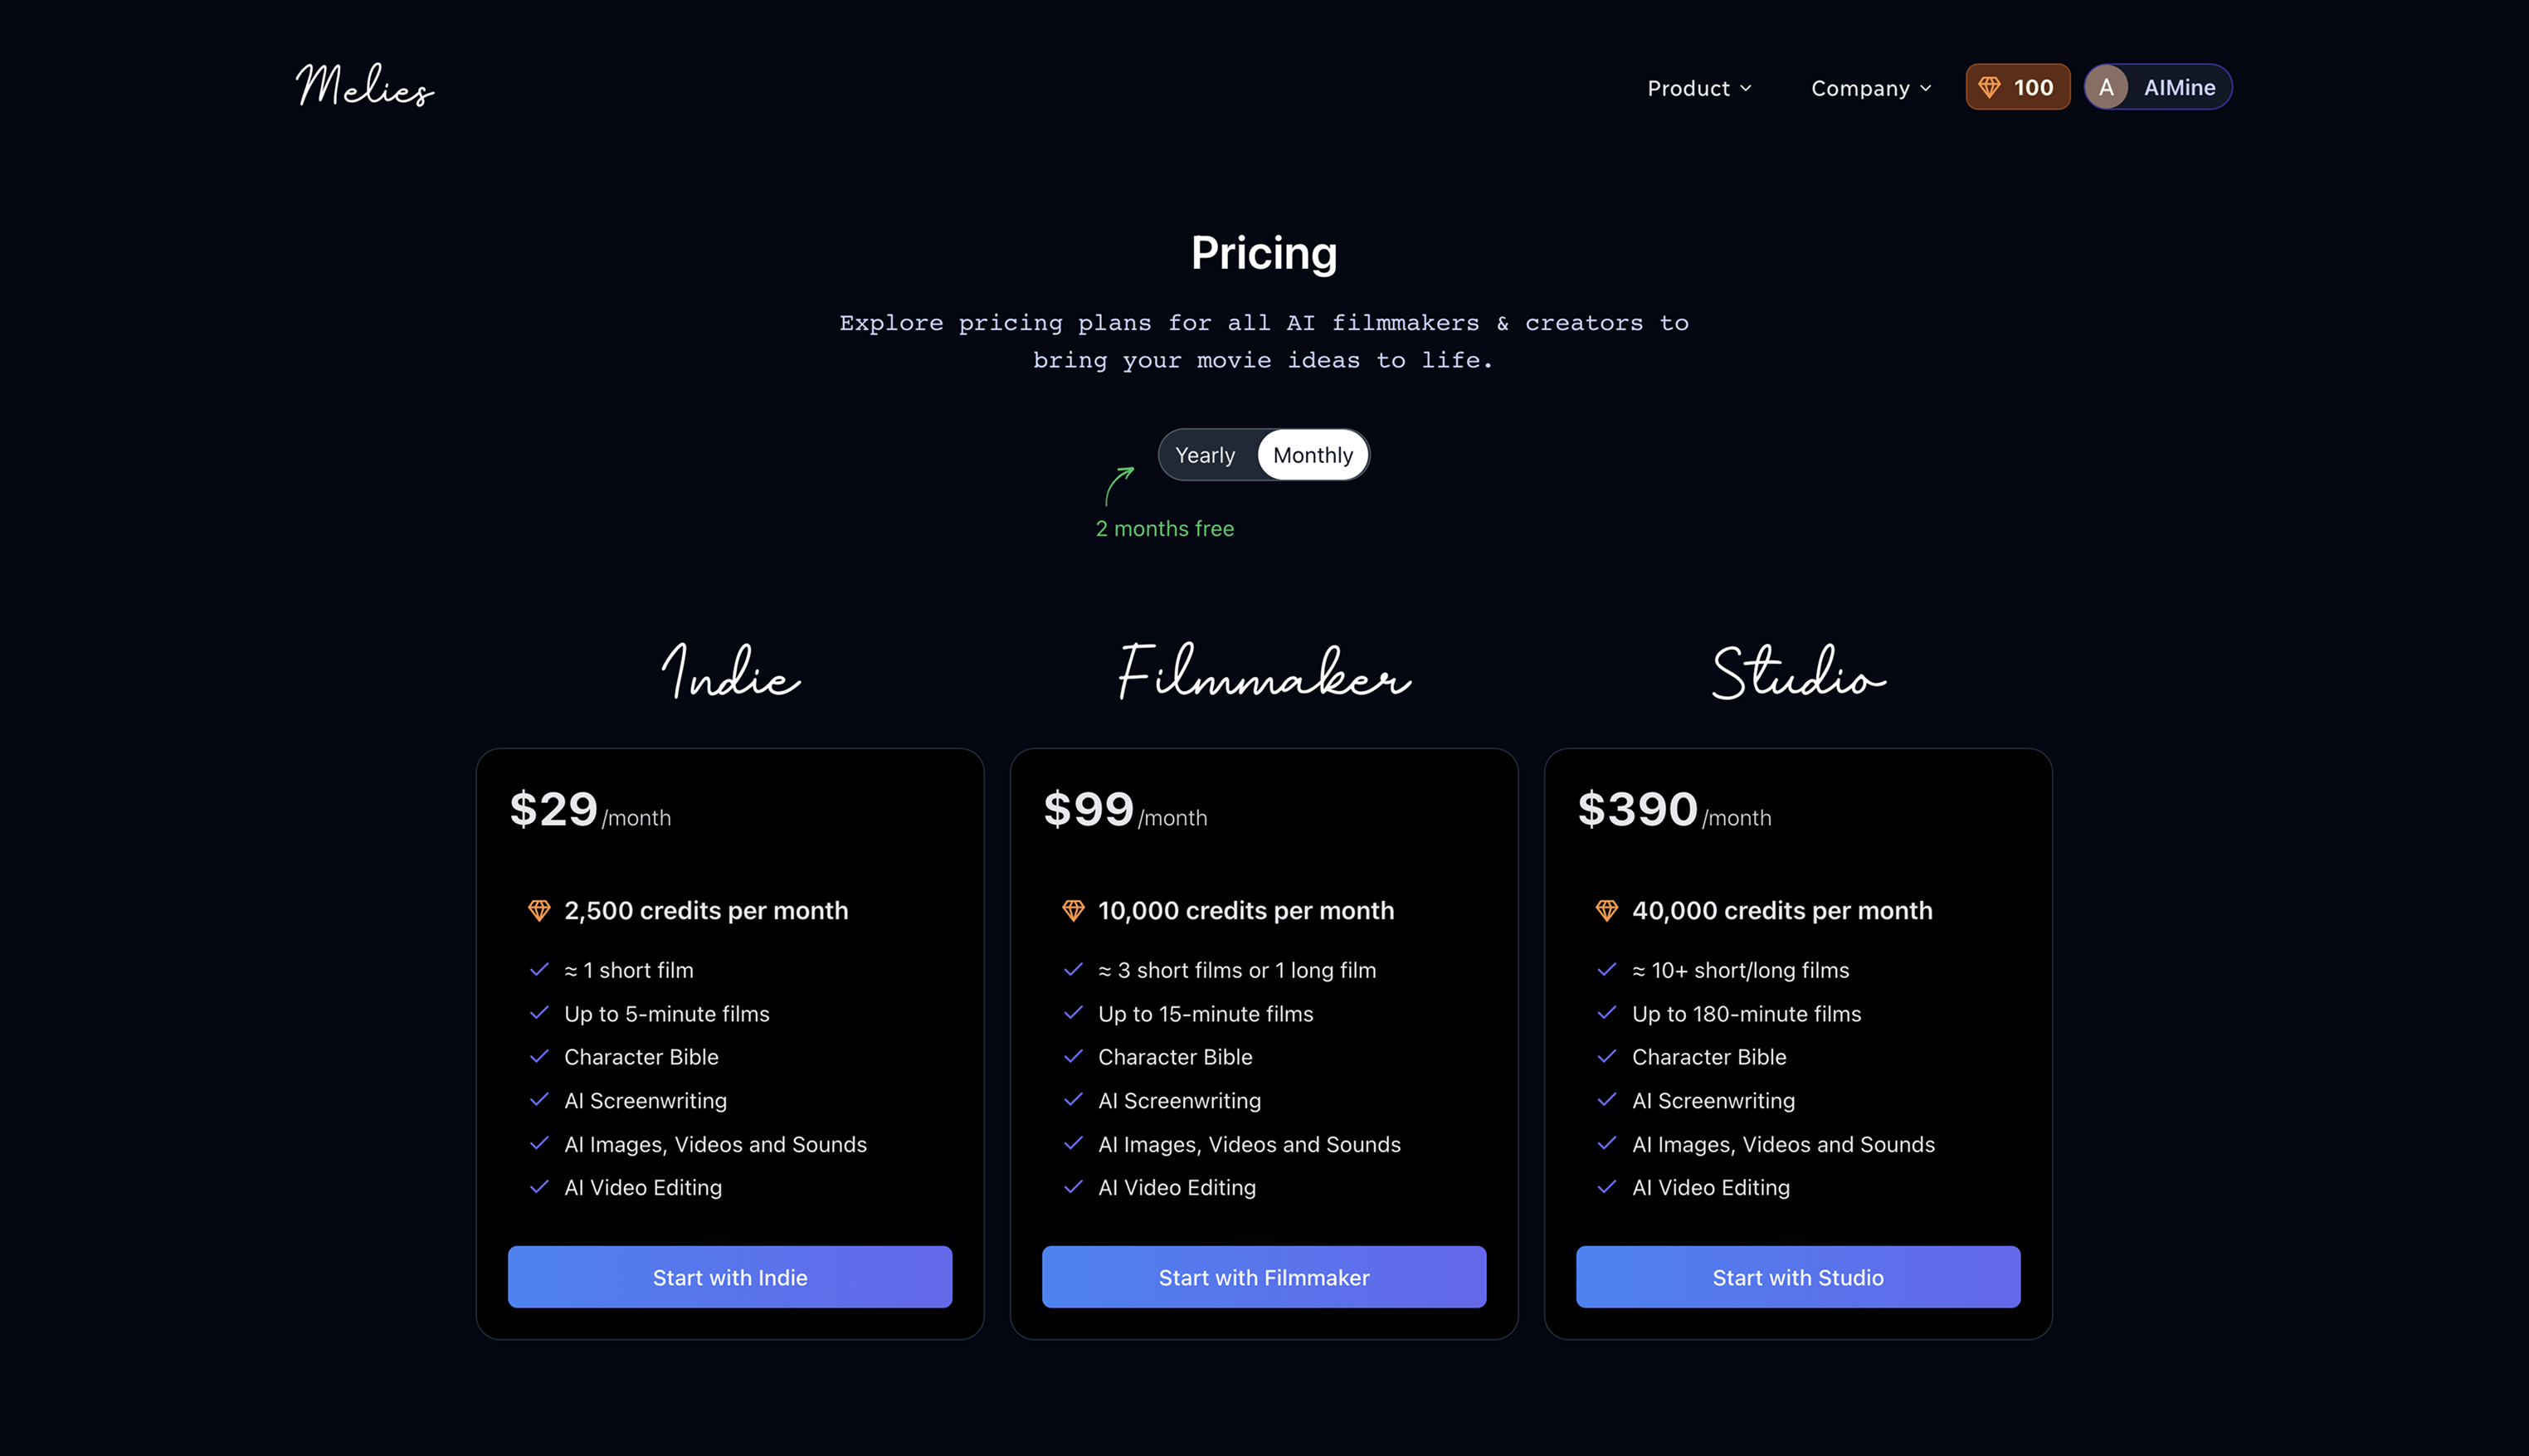 Melies
Product
Company
100
A
AIMine
Pricing
Explore pricing plans for all AI filmmakers & creators to
bring your movie ideas to life.
Yearly
Monthly
2 months free
Indie
$29/month
2,500 credits per month
≈ 1 short film
Up to 5-minute films
Character Bible
AI Screenwriting
AI Images, Videos and Sounds
AI Video Editing
Start with Indie
Filmmaker
$99/month
10,000 credits per month
≈ 3 short films or 1 long film
Up to 15-minute films
Character Bible
AI Screenwriting
AI Images, Videos and Sounds
AI Video Editing
Start with Filmmaker
Studio
$390/month
40,000 credits per month
≈ 10+ short/long films
Up to 180-minute films
Character Bible
AI Screenwriting
AI Images, Videos and Sounds
AI Video Editing
Start with Studio